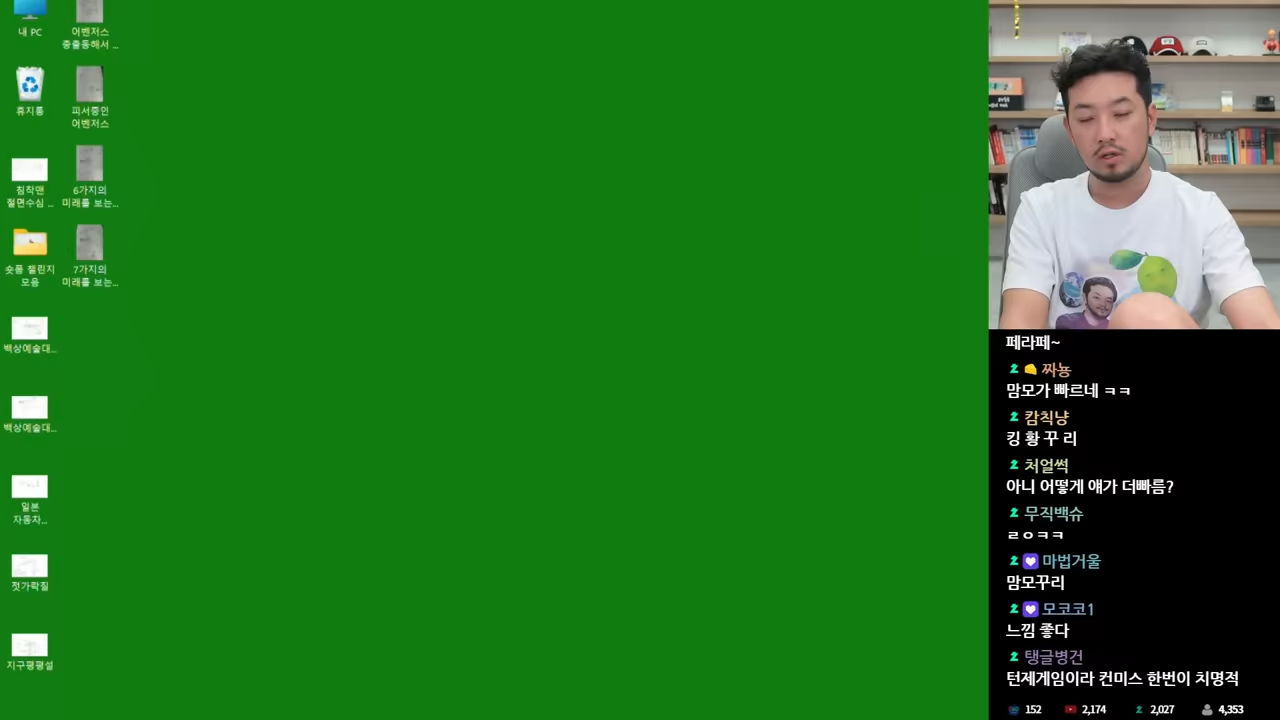 내 PC
어벤저스
총출동해서 ...
휴지통
피서중인
어벤저스
침착맨
철면수심 ...
6가지의
미래를 보는...
숏폼 챌린지
모음
7가지의
미래를 보는...
백상예술대...
백상예술대...
일본
자동차...
젓가락질
지구평평설
페라페~
짜뇽
맘모가 빠르네 ㅋㅋ
캄칙냥
킹 황 꾸 리
처얼썩
아니 어떻게 얘가 더빠름?
무직백슈
ㄹㅇㅋㅋ
마법거울
맘모꾸리
모코코1
느낌 좋다
탱글병건
턴제게임이라 컨미스 한번이 치명적
152
2,174
2,027
4,353